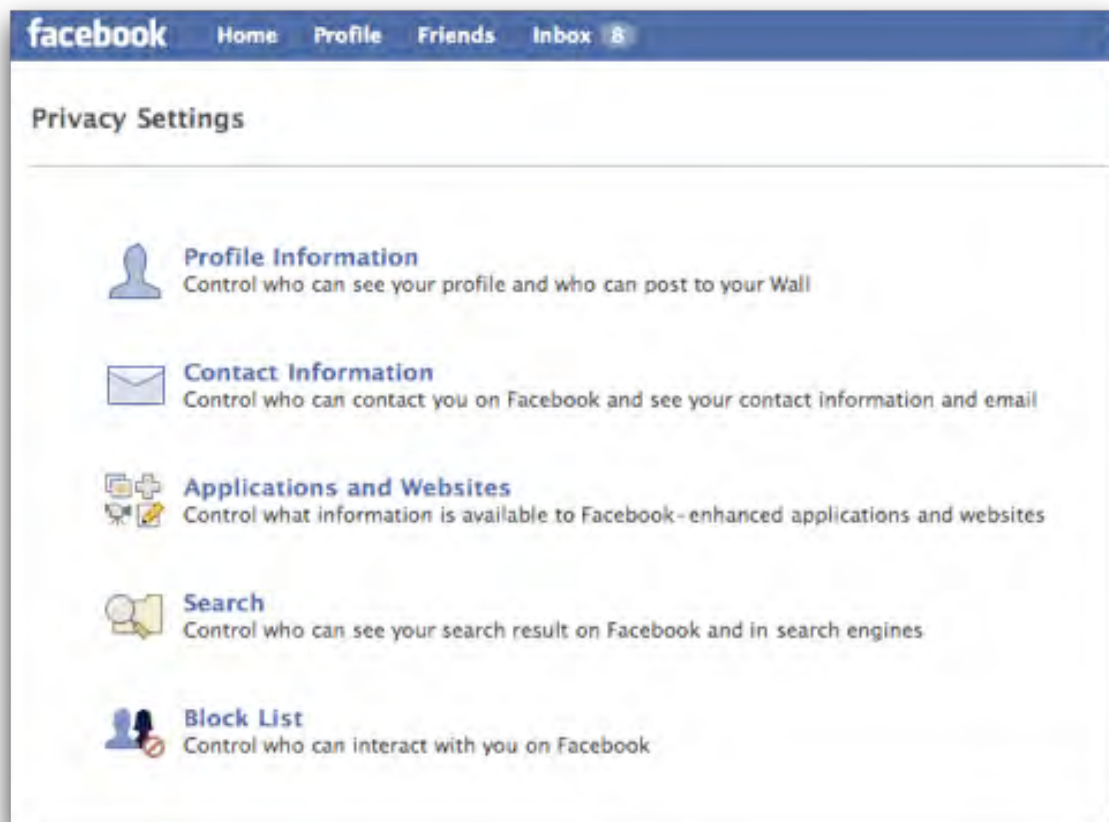 facebook Home Profile Friends Inbox 8
Privacy Settings
Profile Information
Control who can see your profile and who can post to your Wall
Contact Information
Control who can contact you on Facebook and see your contact information and email
Applications and Websites
Control what information is available to Facebook-enhanced applications and websites
Search
Control who can see your search result on Facebook and in search engines
Block List
Control who can interact with you on Facebook